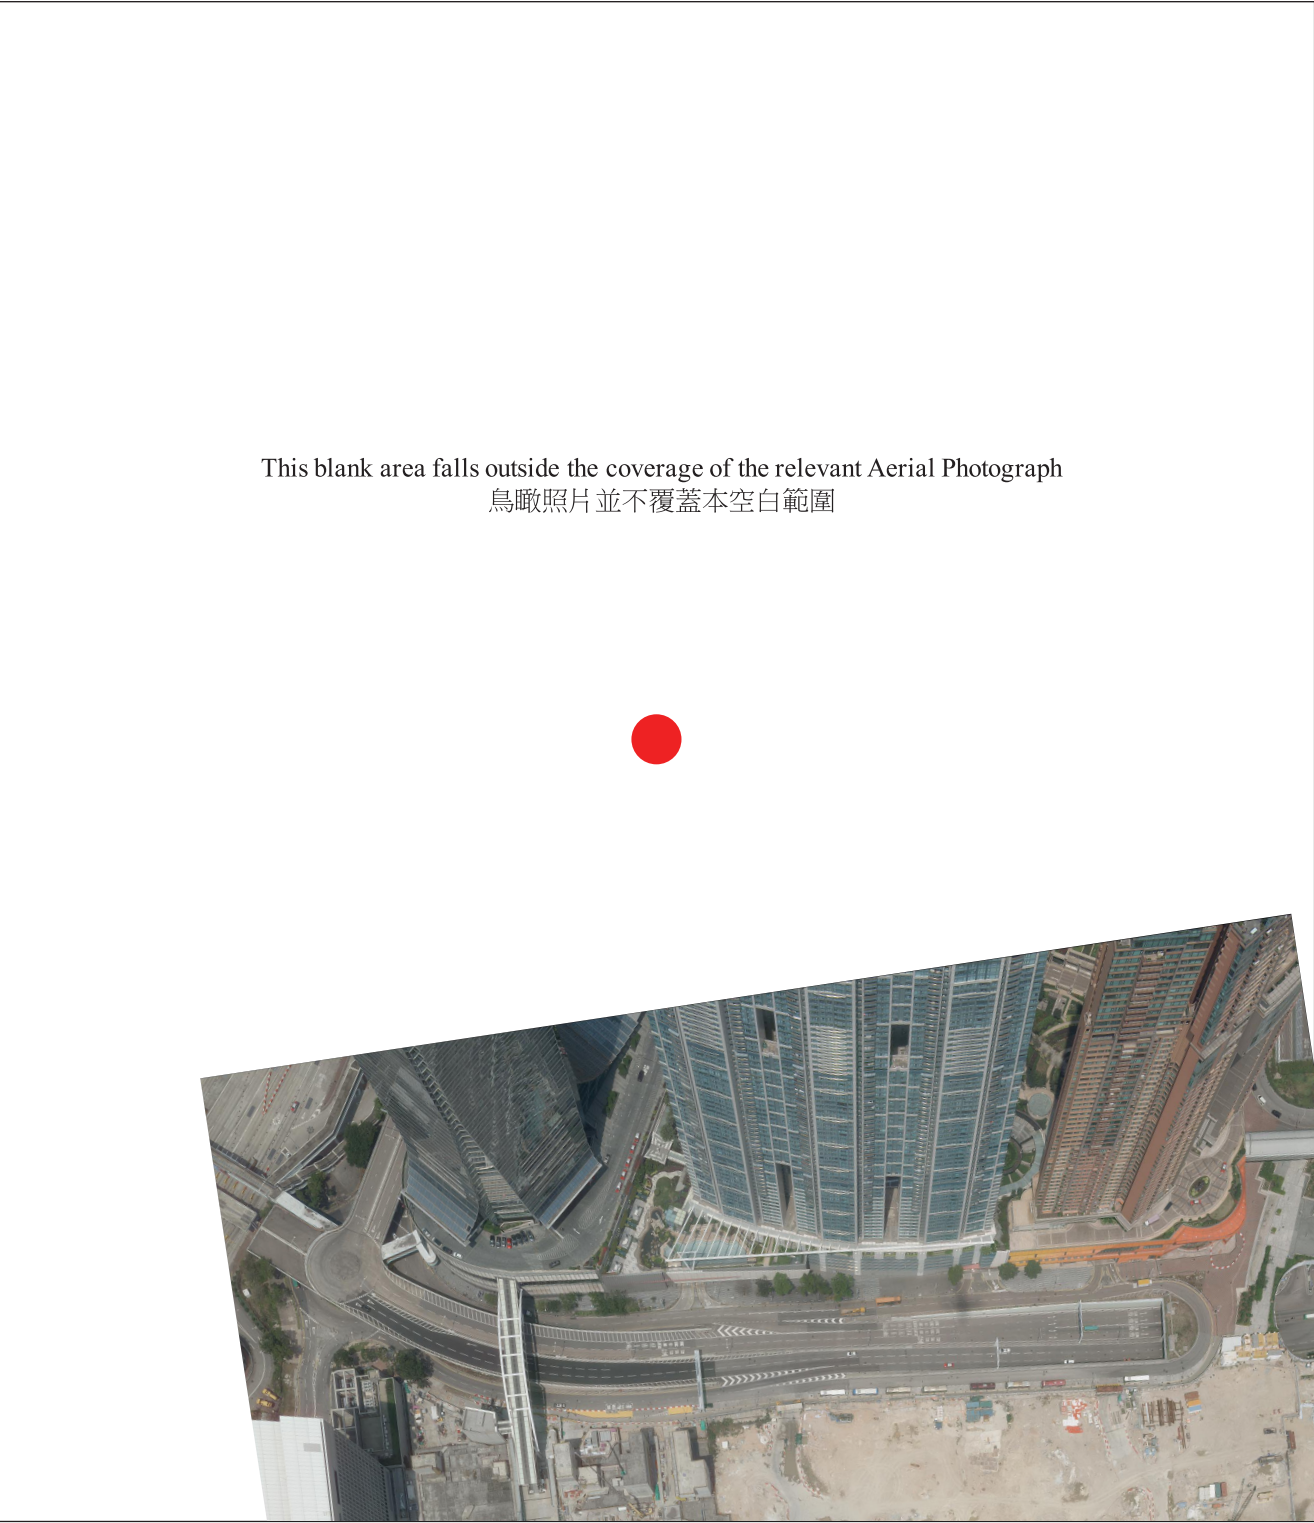 This blank area falls outside the coverage of the relevant Aerial Photograph
鳥瞰照片並不覆蓋本空白範圍